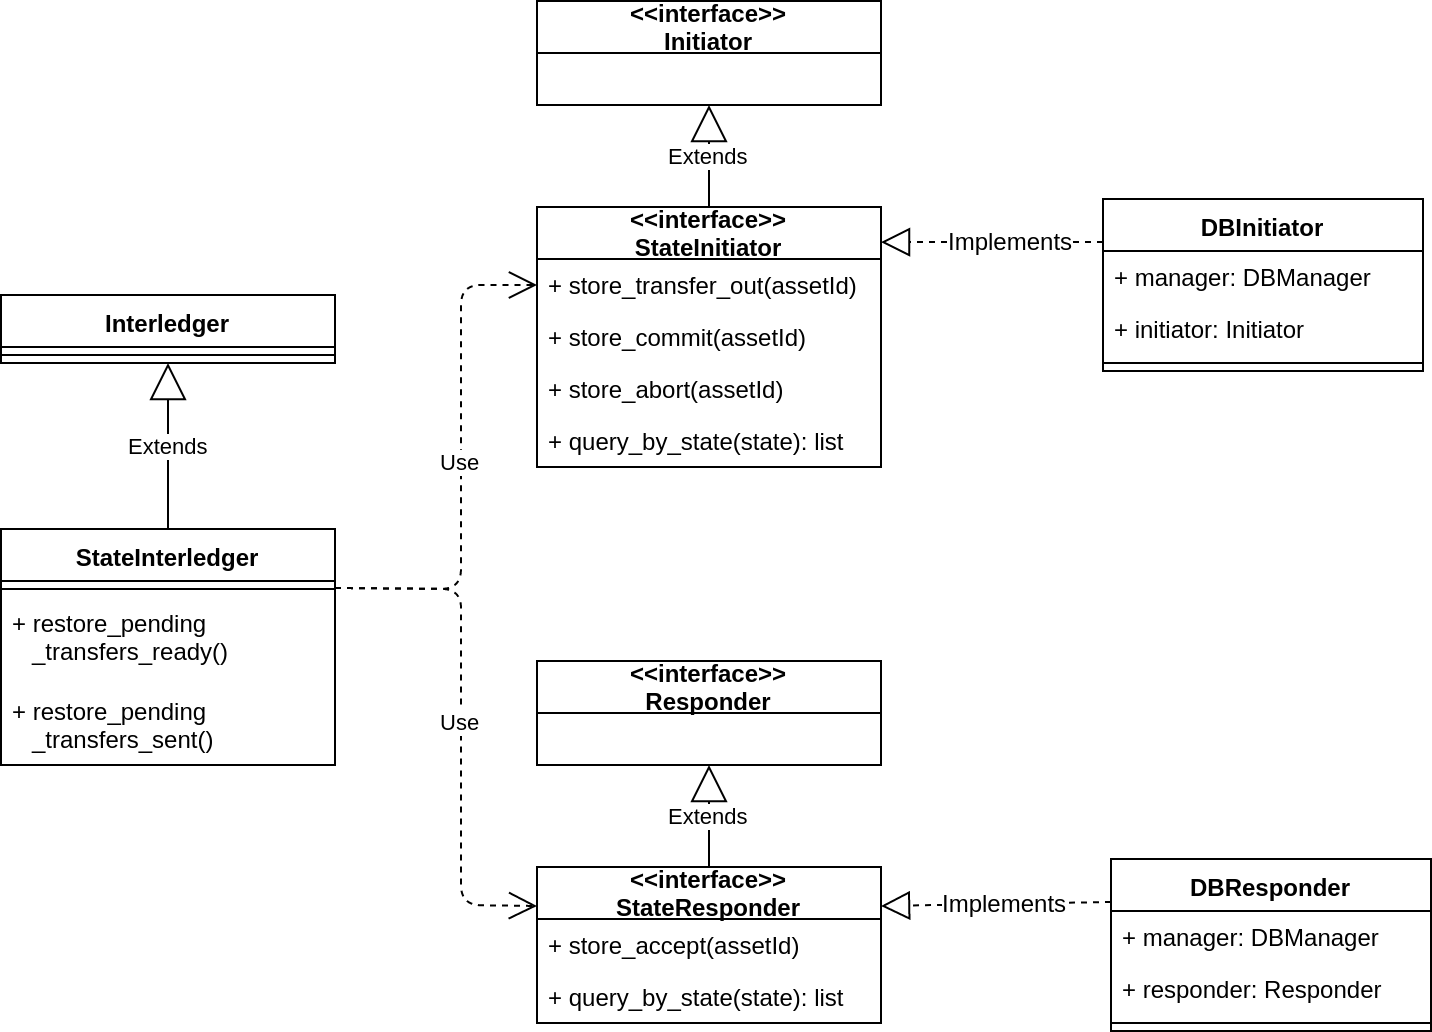 <<interface>>
Initiator
Extends
<<interface>>
StateInitiator
+ store_transfer_out(assetId)
+ store_commit(assetId)
+ store_abort(assetId)
+ query_by_state(state): list
Implements
DBInitiator
+ manager: DBManager
+ initiator: Initiator
Interledger
Extends
StateInterledger
+ restore_pending
_transfers_ready()
+ restore_pending
_transfers_sent()
Use
Use
<<interface>>
Responder
Extends
<<interface>>
StateResponder
+ store_accept(assetId)
+ query_by_state(state): list
Implements
DBResponder
+ manager: DBManager
+ responder: Responder